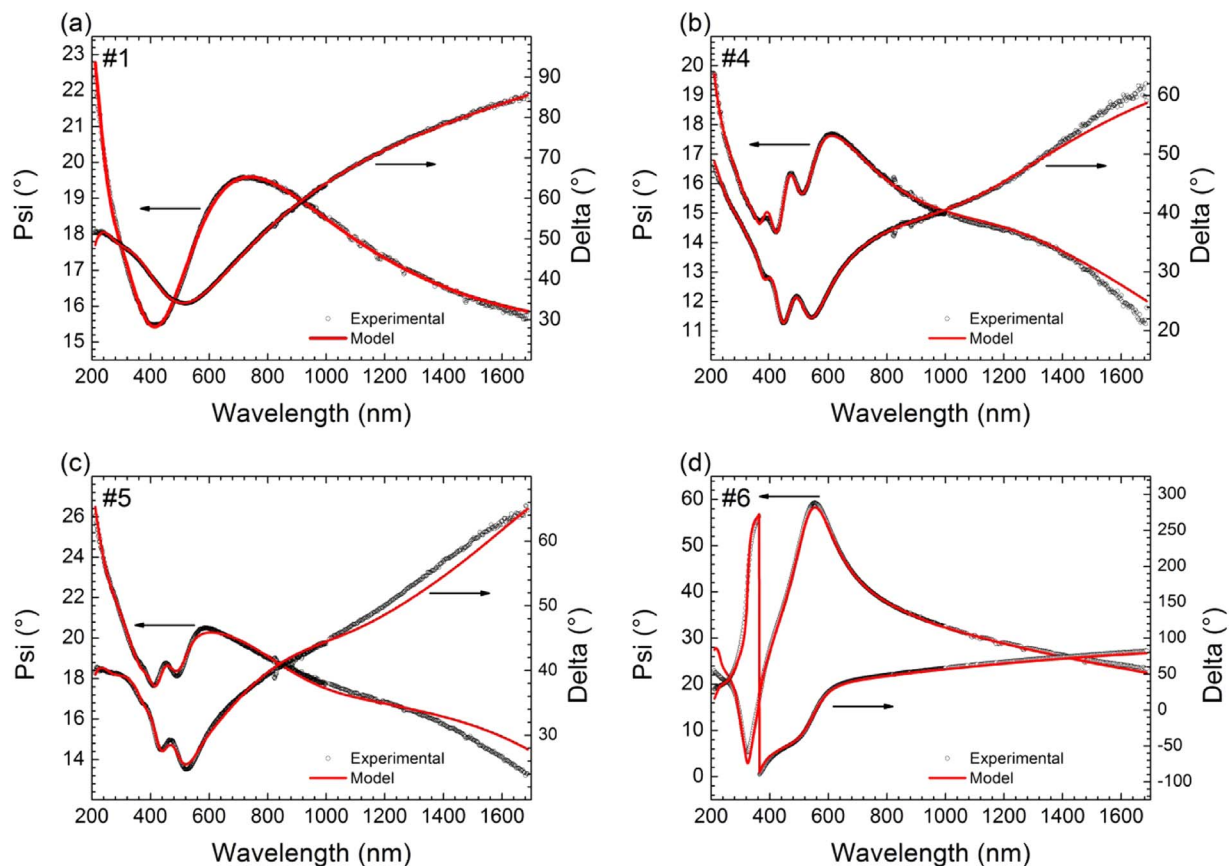 (a)
#1
23
22
21
20
19
18
17
16
15
Psi (°)
90
80
70
60
50
40
30
Delta (°)
Experimental
Model
200 400 600 800 1000 1200 1400 1600
Wavelength (nm)
(b)
#4
20
19
18
17
16
15
14
13
12
11
Psi (°)
60
50
40
30
20
Delta (°)
Experimental
Model
200 400 600 800 1000 1200 1400 1600
Wavelength (nm)
(c)
#5
26
24
22
20
18
16
14
Psi (°)
60
50
40
30
Delta (°)
Experimental
Model
200 400 600 800 1000 1200 1400 1600
Wavelength (nm)
(d)
#6
60
50
40
30
20
10
0
Psi (°)
300
250
200
150
100
50
0
-50
-100
Delta (°)
Experimental
Model
200 400 600 800 1000 1200 1400 1600
Wavelength (nm)